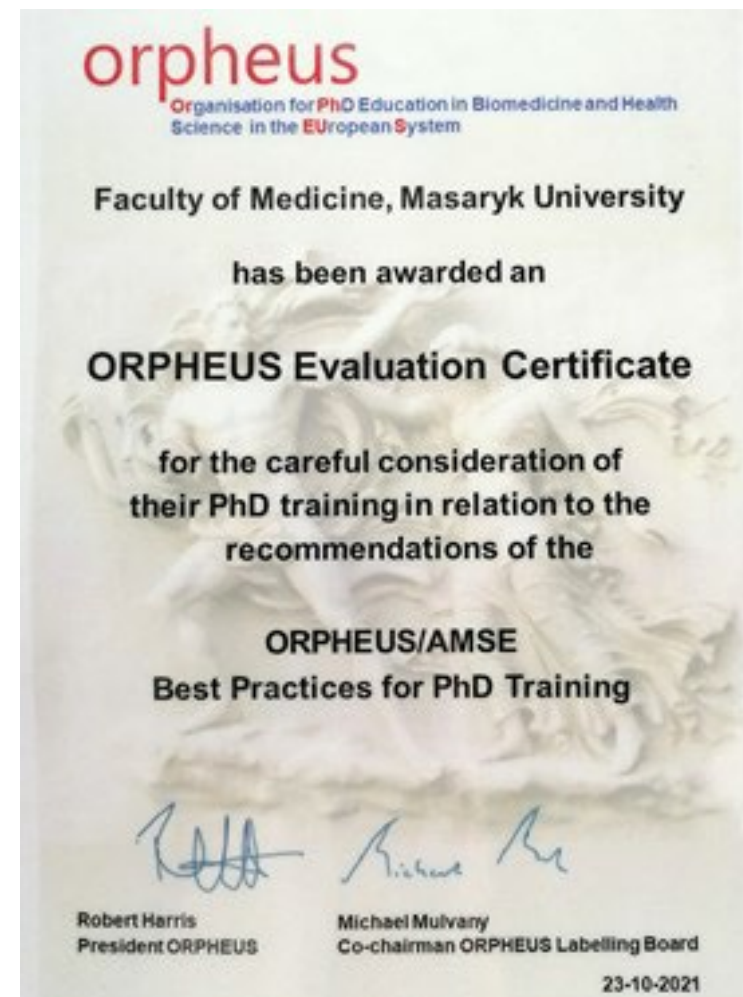 orpheus
Organisation for PhD Education in Biomedicine and Health
Science in the EUropean System
Faculty of Medicine, Masaryk University
has been awarded an
ORPHEUS Evaluation Certificate
for the careful consideration of
their PhD training in relation to the
recommendations of the
ORPHEUS/AMSE
Best Practices for PhD Training
Robert Harris
President ORPHEUS
Michael Mulvany
Co-chairman ORPHEUS Labelling Board
23-10-2021